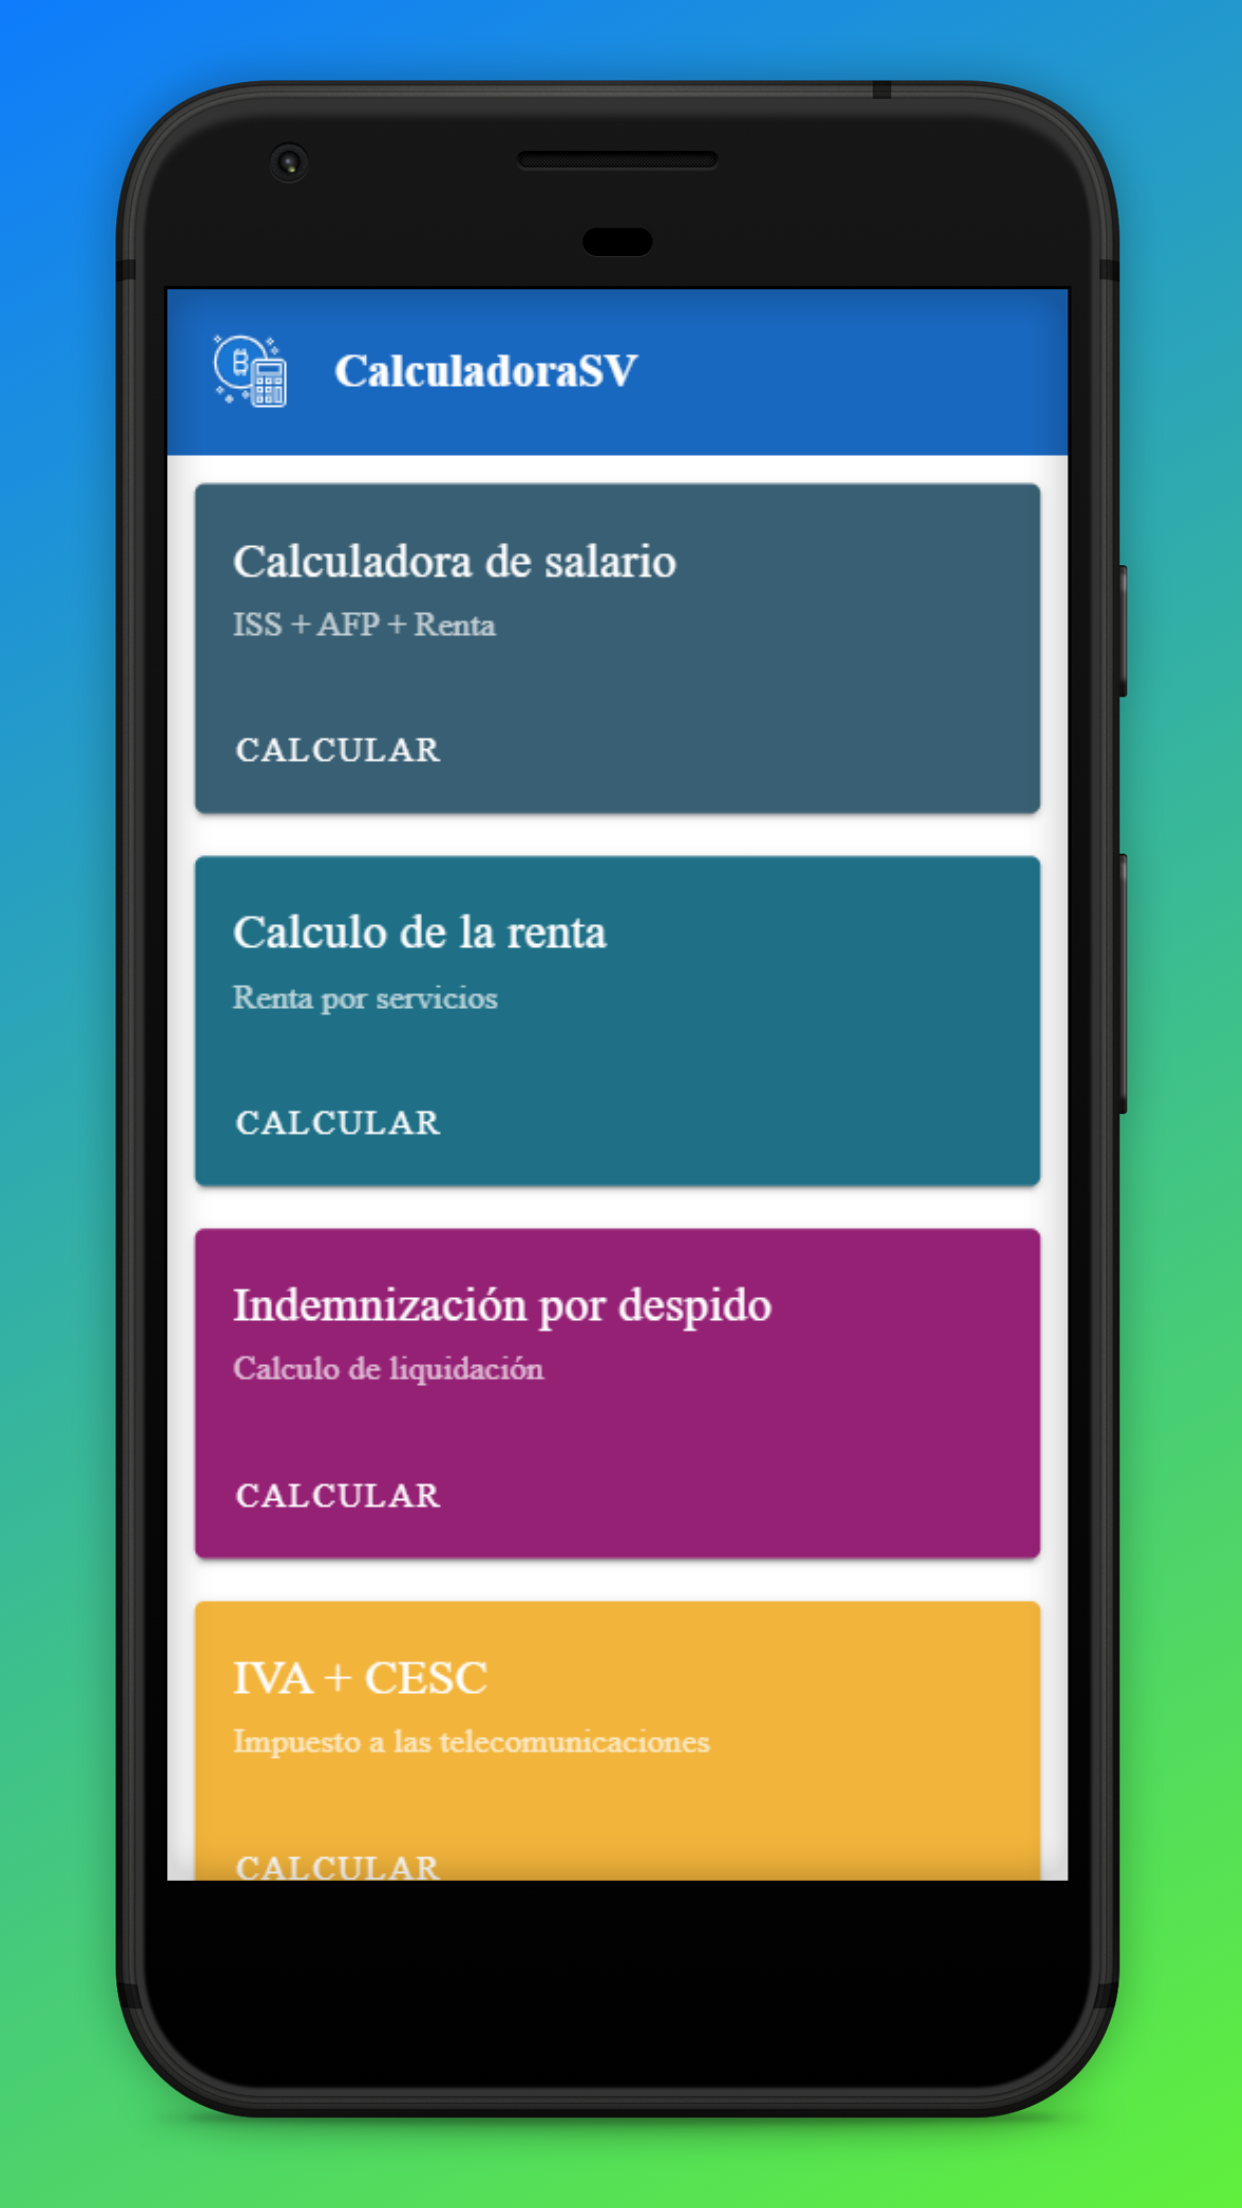 CalculadoraSV
Calculadora de salario
ISS + AFP + Renta
CALCULAR
Calculo de la renta
Renta por servicios
CALCULAR
Indemnización por despido
Calculo de liquidación
CALCULAR
IVA + CESC
Impuesto a las telecomunicaciones
CALCULAR